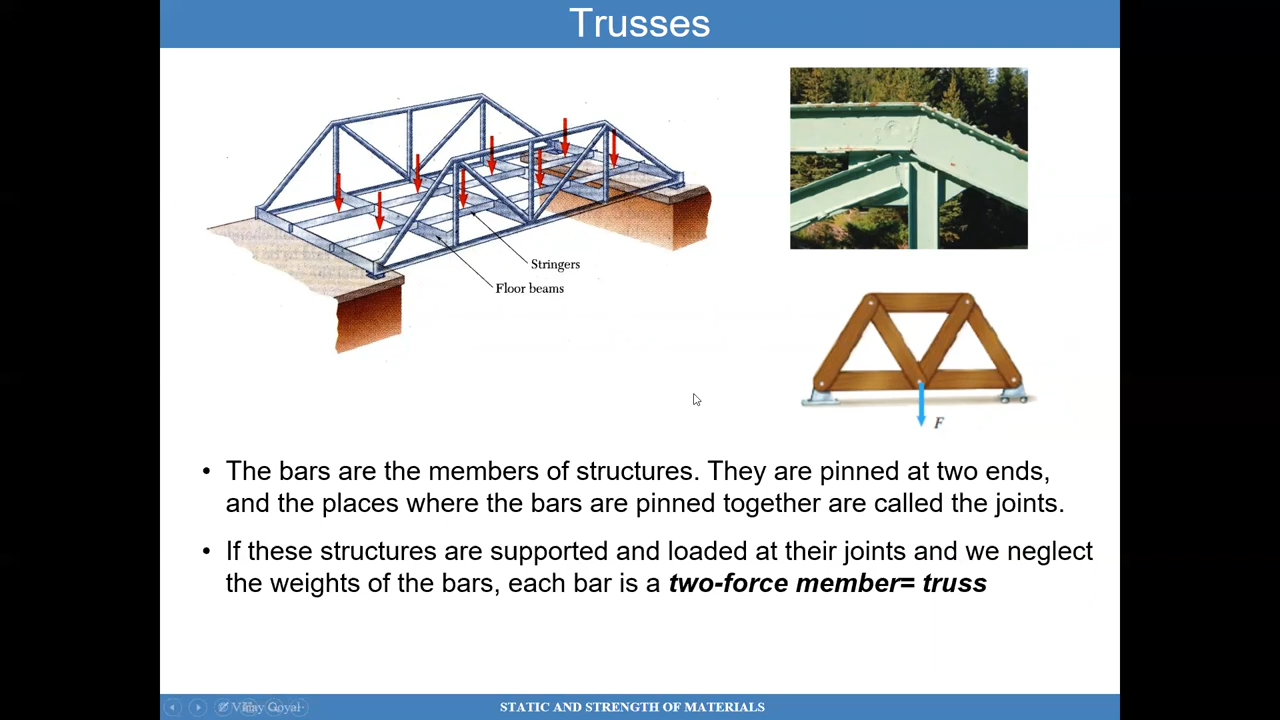 Trusses
Stringers
Floor beams
F
• The bars are the members of structures. They are pinned at two ends,
and the places where the bars are pinned together are called the joints.
• If these structures are supported and loaded at their joints and we neglect
the weights of the bars, each bar is a two-force member= truss
Goyal
STATIC AND STRENGTH OF MATERIALS